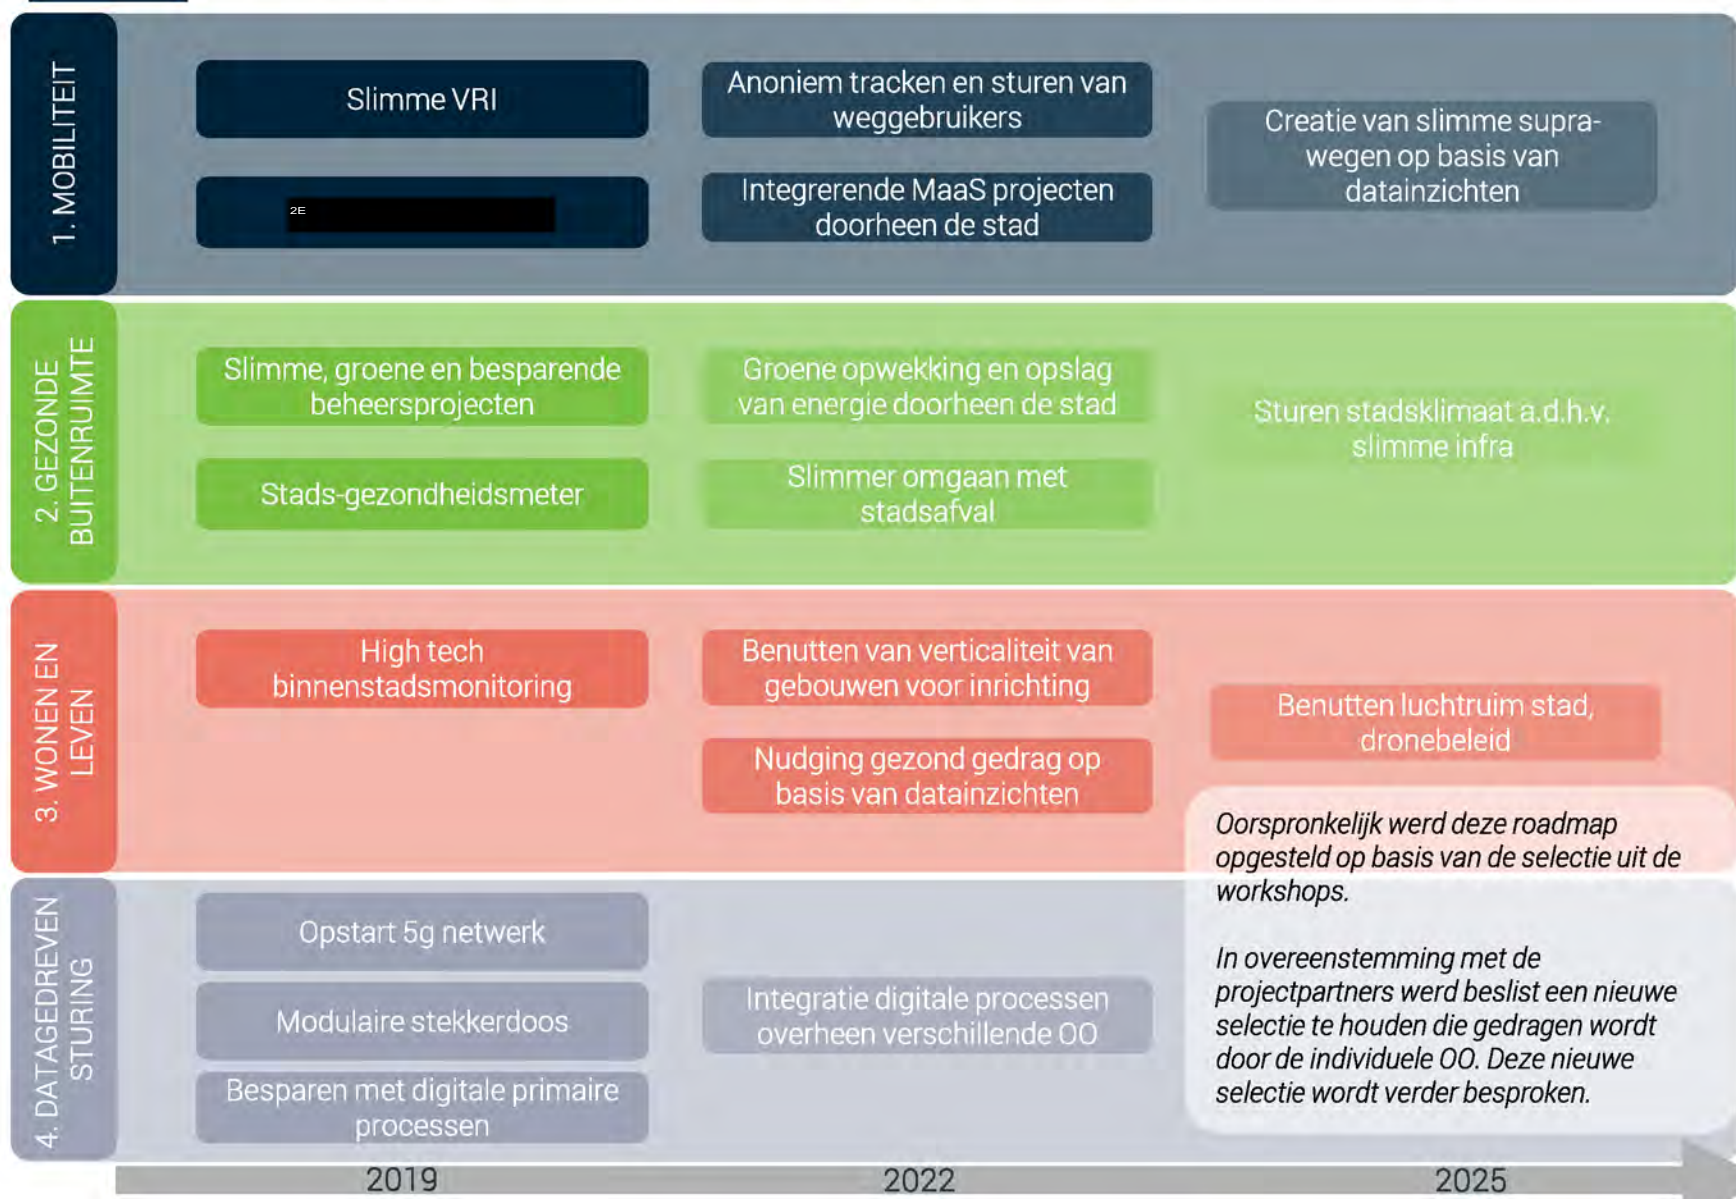 1. MOBILITEIT
Slimme VRI
2E
Anoniem tracken en sturen van
weggebruikers
Integrerende MaaS projecten
doorheen de stad
Creatie van slimme supra-
wegen op basis van
datainzichten
2. GEZONDE
BUITENRUIMTE
Slimme, groene en besparende
beheersprojecten
Stads-gezondheidsmeter
Groene opwekking en opslag
van energie doorheen de stad
Slimmer omgaan met
stadsafval
Sturen stadsklimaat a.d.h.v.
slimme infra
3. WONEN EN
LEVEN
High tech
binnenstadsmonitoring
Benutten van verticaliteit van
gebouwen voor inrichting
Nudging gezond gedrag op
basis van datainzichten
Benutten luchtruim stad,
dronebeleid
4. DATAGEDREVEN
STURING
Opstart 5g netwerk
Modulaire stekkerdoos
Besparen met digitale primaire
processen
Integratie digitale processen
overheen verschillende OO
Oorspronkelijk werd deze roadmap
opgesteld op basis van de selectie uit de
workshops.
In overeenstemming met de
projectpartners werd beslist een nieuwe
selectie te houden die gedragen wordt
door de individuele OO. Deze nieuwe
selectie wordt verder besproken.
2019
2022
2025